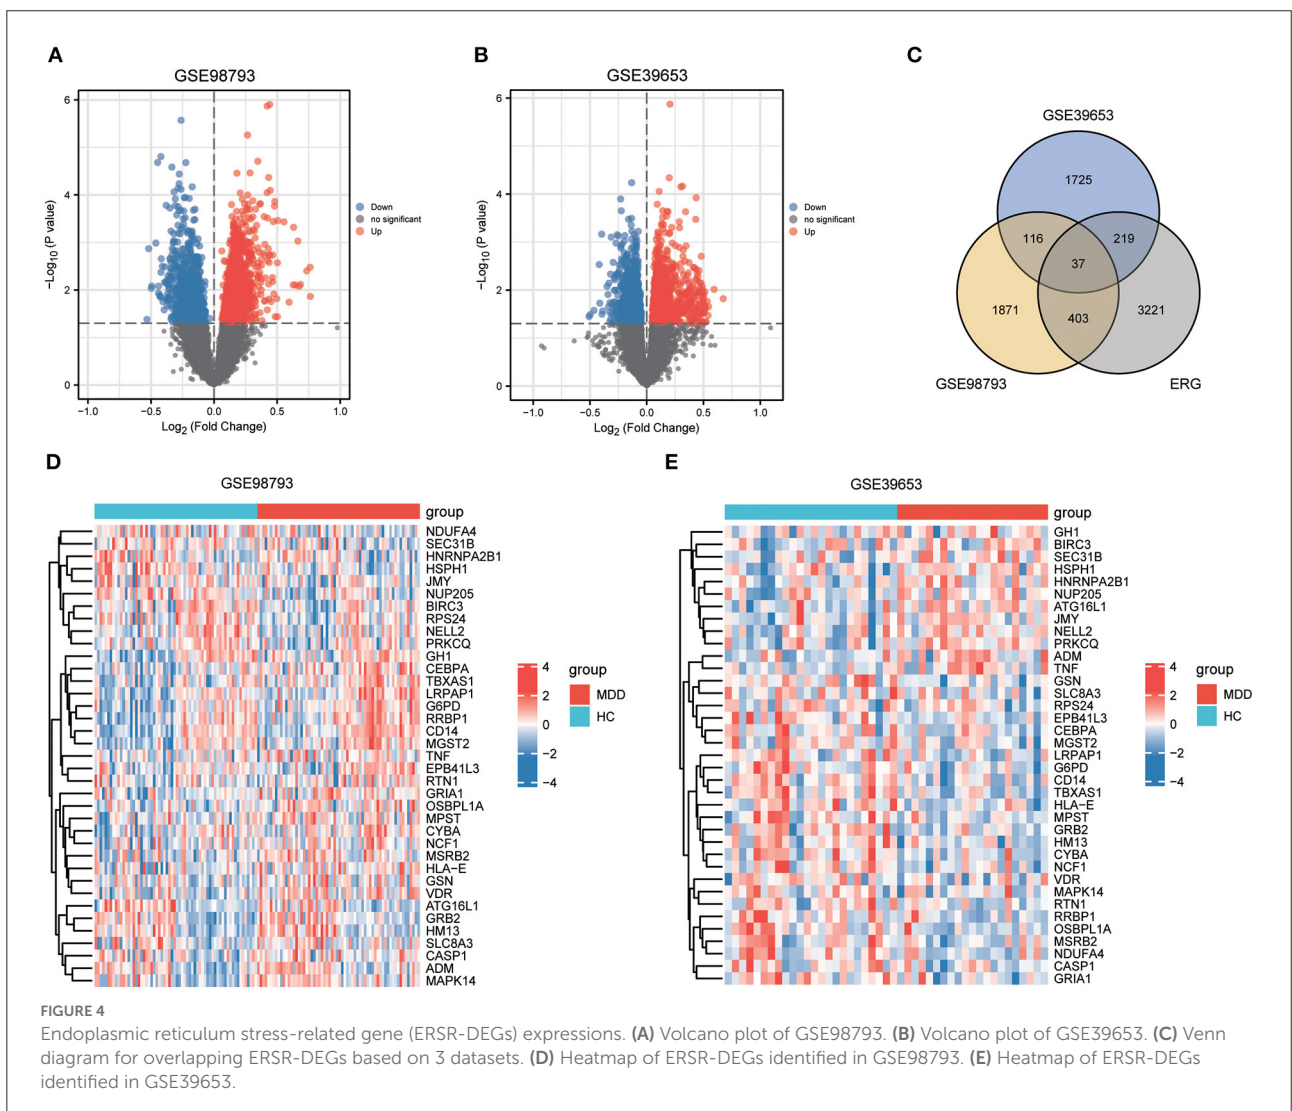 A
GSE98793
6
4
2
0
−Log10 (P value)
−1.0
−0.5
0.0
0.5
1.0
Log2 (Fold Change)
Down
no significant
Up
B
GSE39653
6
4
2
0
−Log10 (P value)
−1.0
−0.5
0.0
0.5
1.0
Log2 (Fold Change)
Down
no significant
Up
C
GSE39653
1725
116
219
37
1871
403
3221
GSE98793
ERG
D
GSE98793
group
NDUFA4
SEC31B
HNRNPA2B1
HSPH1
JMY
NUP205
BIRC3
RPS24
NELL2
PRKCQ
GH1
CEBPA
TBXAS1
LRPAP1
G6PD
RRBP1
CD14
MGST2
TNF
EPB41L3
RTN1
GRIA1
OSBPL1A
MPST
CYBA
NCF1
MSRB2
HLA−E
GSN
VDR
ATG16L1
GRB2
HM13
SLC8A3
CASP1
ADM
MAPK14
4
2
0
−2
−4
group
MDD
HC
E
GSE39653
group
GH1
BIRC3
SEC31B
HSPH1
HNRNPA2B1
NUP205
ATG16L1
JMY
NELL2
PRKCQ
ADM
TNF
GSN
SLC8A3
RPS24
EPB41L3
CEBPA
MGST2
LRPAP1
G6PD
CD14
TBXAS1
HLA−E
MPST
GRB2
HM13
CYBA
NCF1
VDR
MAPK14
RTN1
RRBP1
OSBPL1A
MSRB2
NDUFA4
CASP1
GRIA1
4
2
0
−2
−4
group
MDD
HC
FIGURE 4
Endoplasmic reticulum stress-related gene (ERSR-DEGs) expressions. (A) Volcano plot of GSE98793. (B) Volcano plot of GSE39653. (C) Venn
diagram for overlapping ERSR-DEGs based on 3 datasets. (D) Heatmap of ERSR-DEGs identified in GSE98793. (E) Heatmap of ERSR-DEGs
identified in GSE39653.